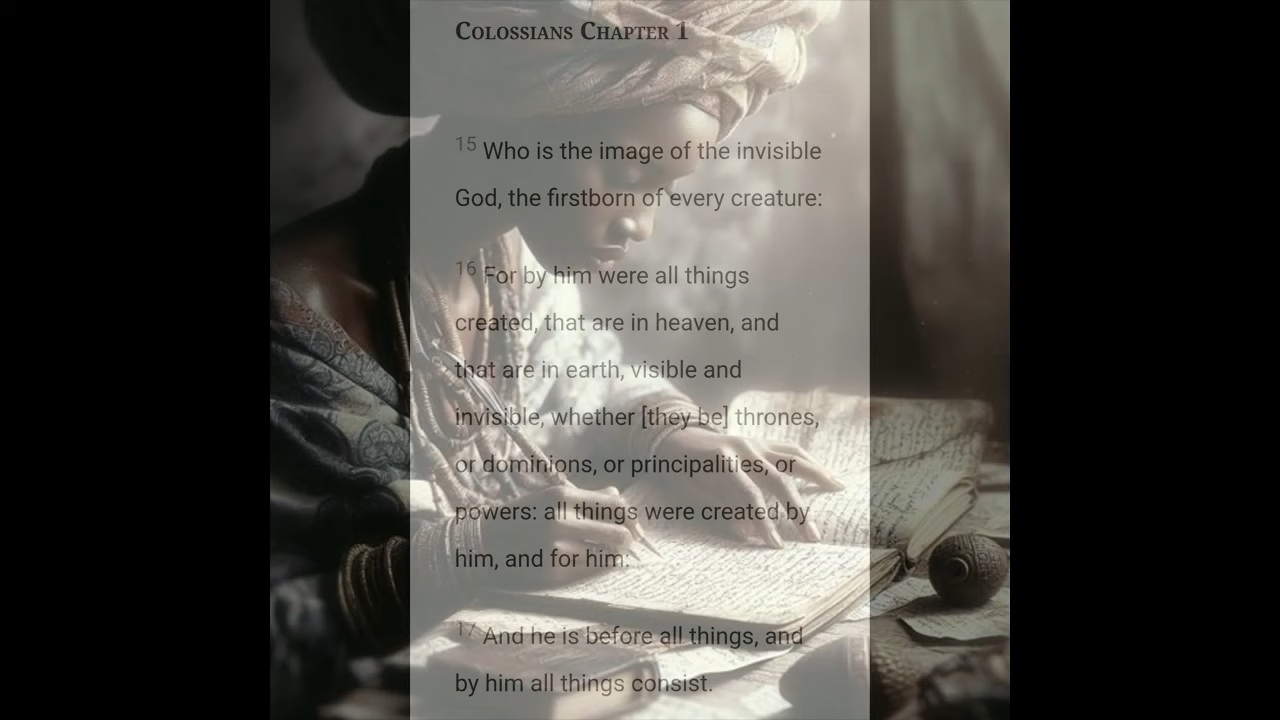 Colossians Chapter 1
15 Who is the image of the invisible
God, the firstborn of every creature:
16 For by him were all things
created, that are in heaven, and
that are in earth, visible and
invisible, whether [they be] thrones,
or dominions, or principalities, or
powers: all things were created by
him, and for him:
17 And he is before all things, and
by him all things consist.